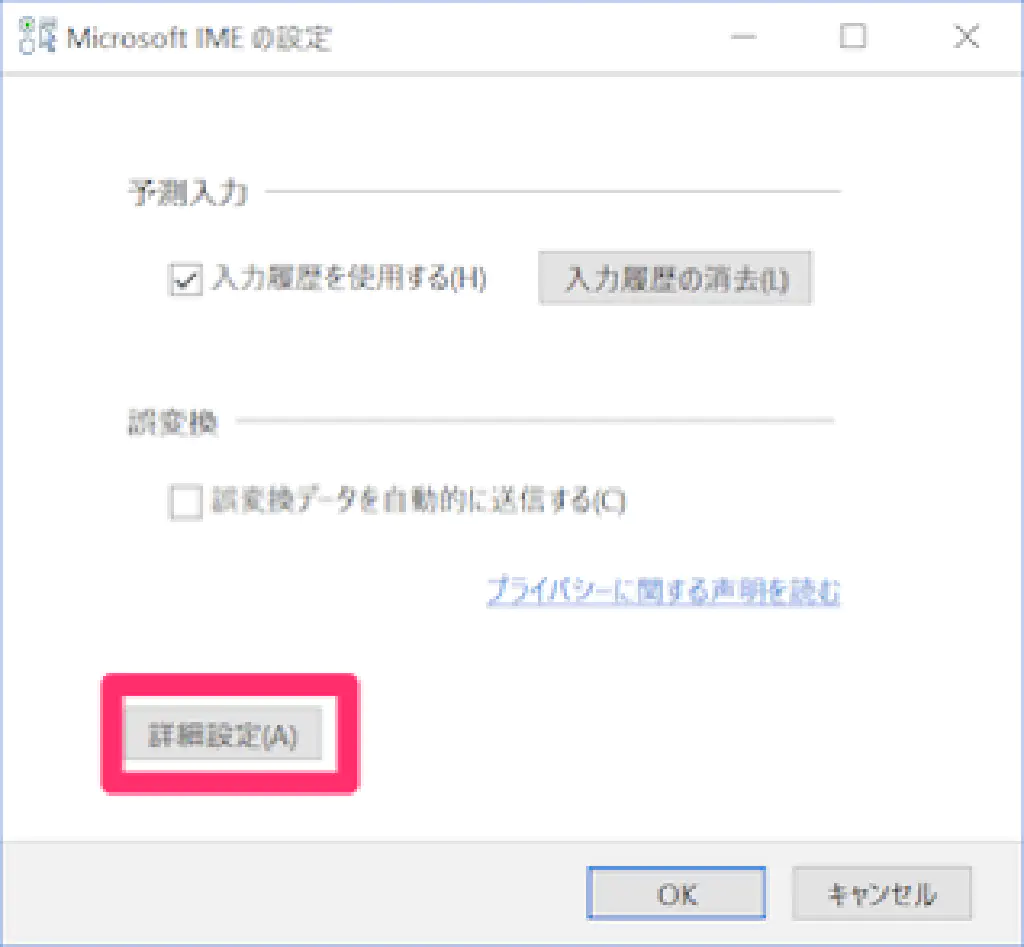 Microsoft IME の設定
予測入力
入力履歴を使用する(H)
入力履歴の消去(L)
誤変換
誤変換データを自動的に送信する(C)
プライバシーに関する声明を読む
詳細設定(A)
OK
キャンセル